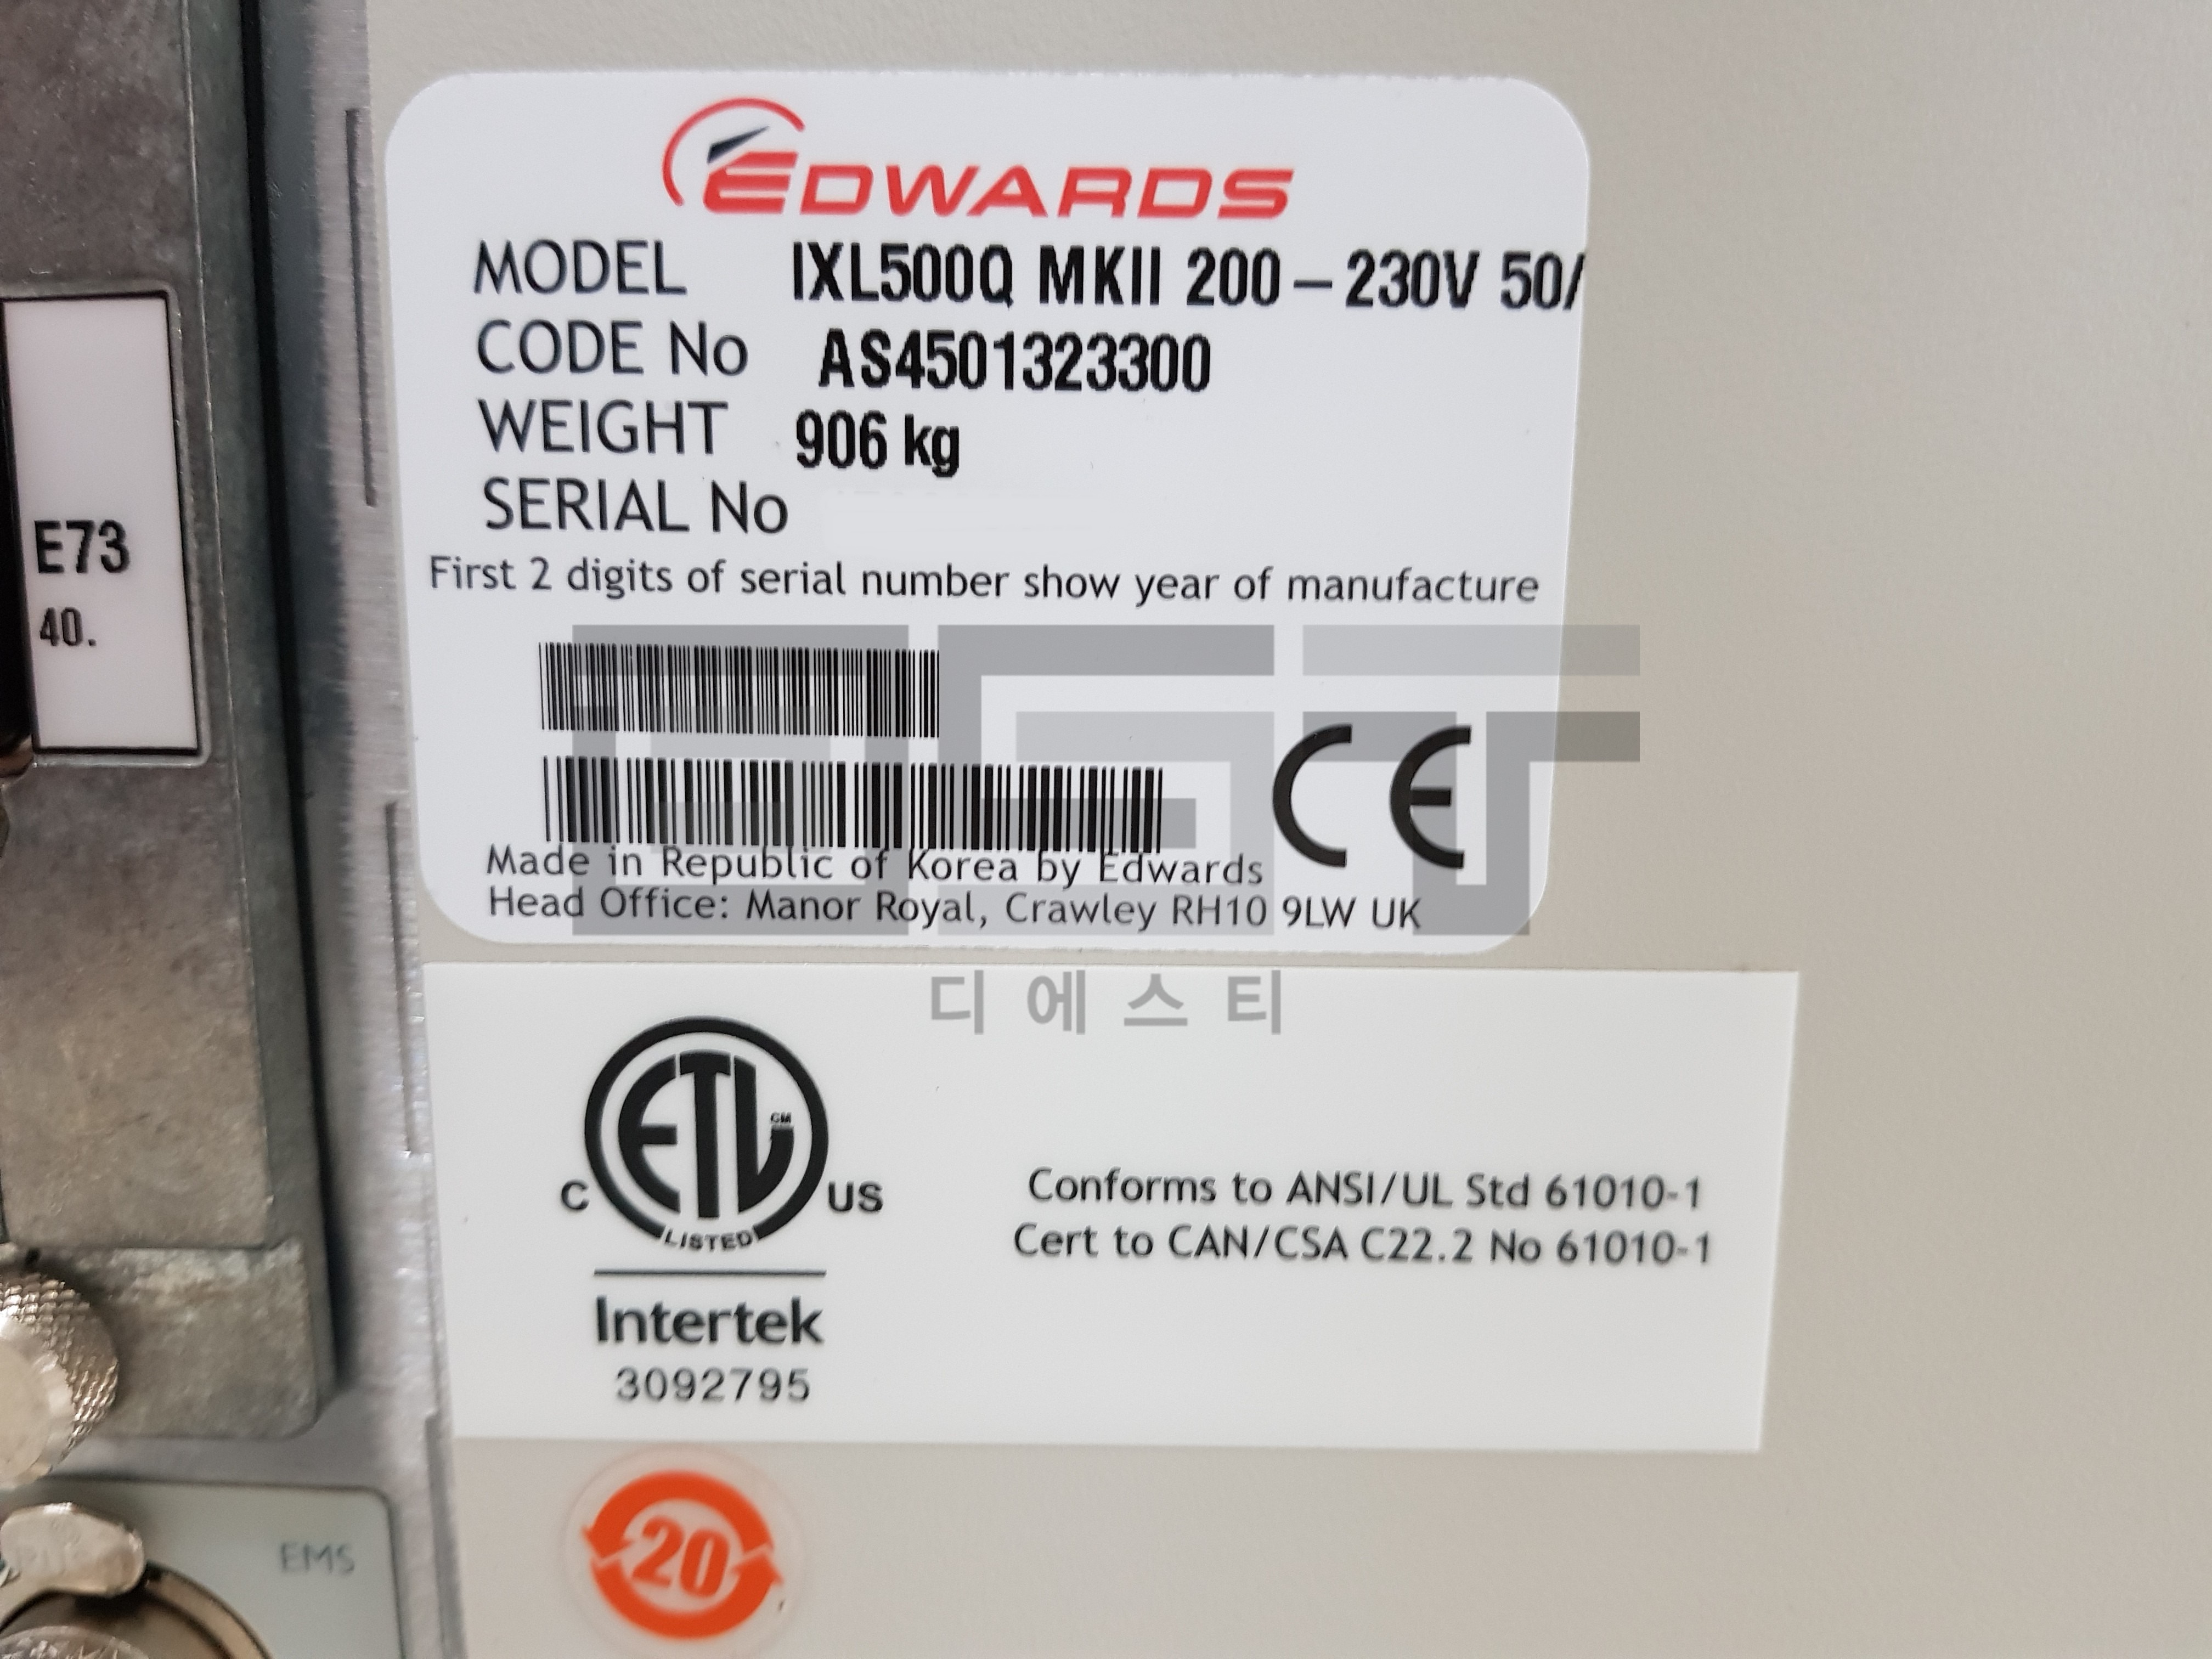 EDWARDS
MODEL IXL500Q MKII 200-230V 50/
CODE No AS4501323300
WEIGHT 906 kg
SERIAL No
First 2 digits of serial number show year of manufacture
CE
Made in Republic of Korea by Edwards
Head Office: Manor Royal, Crawley RH10 9LW UK
DST
디에스티
ETL CM
C US
LISTED
Intertek
3092795
Conforms to ANSI/UL Std 61010-1
Cert to CAN/CSA C22.2 No 61010-1
20
E73
40.
EMS